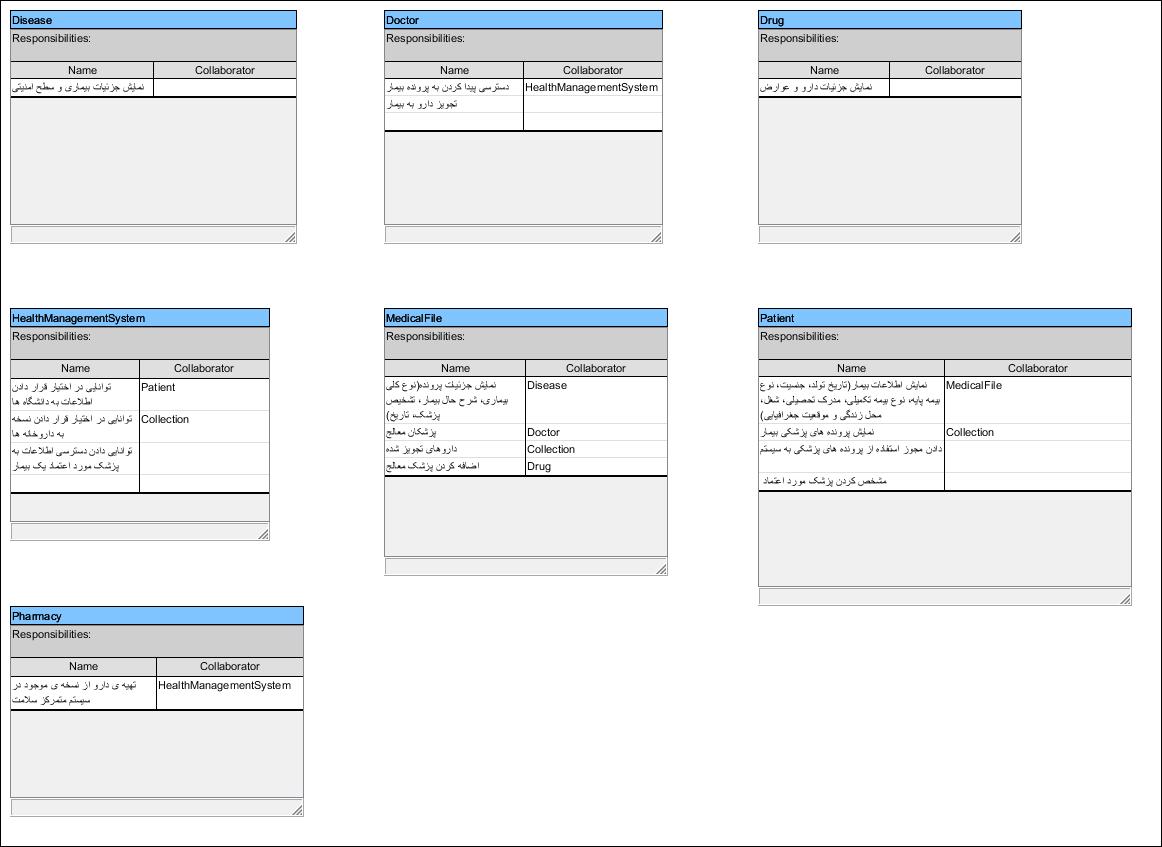 Disease
Responsibilities:
Name Collaborator
نمایش جزئیات بیماری و سطح امنیتی
Doctor
Responsibilities:
Name Collaborator
دسترسی پیدا کردن به پرونده بیمار HealthManagementSystem
تجویز دارو به بیمار
Drug
Responsibilities:
Name Collaborator
نمایش جزئیات دارو و عوارض
HealthManagementSystem
Responsibilities:
Name Collaborator
توانایی در اختیار قرار دادن Patient
اطلاعات به دانشگاه ها
توانایی در اختیار قرار دادن نسخه Collection
به داروخانه ها
توانایی دادن دسترسی اطلاعات به
پزشک مورد اعتماد یک بیمار
MedicalFile
Responsibilities:
Name Collaborator
نمایش جزئیات پرونده(نوع کلی Disease
بیماری، شرح حال بیمار، تشخیص
پزشک، تاریخ)
پزشکان معالج Doctor
داروهای تجویز شده Collection
اضافه کردن پزشک معالج Drug
Patient
Responsibilities:
Name Collaborator
نمایش اطلاعات بیمار(تاریخ تولد، جنسیت، نوع MedicalFile
بیمه پایه، نوع بیمه تکمیلی، مدرک تحصیلی، شغل،
محل زندگی و موقعیت جغرافیایی)
نمایش پرونده های پزشکی بیمار Collection
دادن مجوز استفاده از پرونده های پزشکی به سیستم
مشخص کردن پزشک مورد اعتماد
Pharmacy
Responsibilities:
Name Collaborator
تهیه ی دارو از نسخه ی موجود در HealthManagementSystem
سیستم متمرکز سلامت